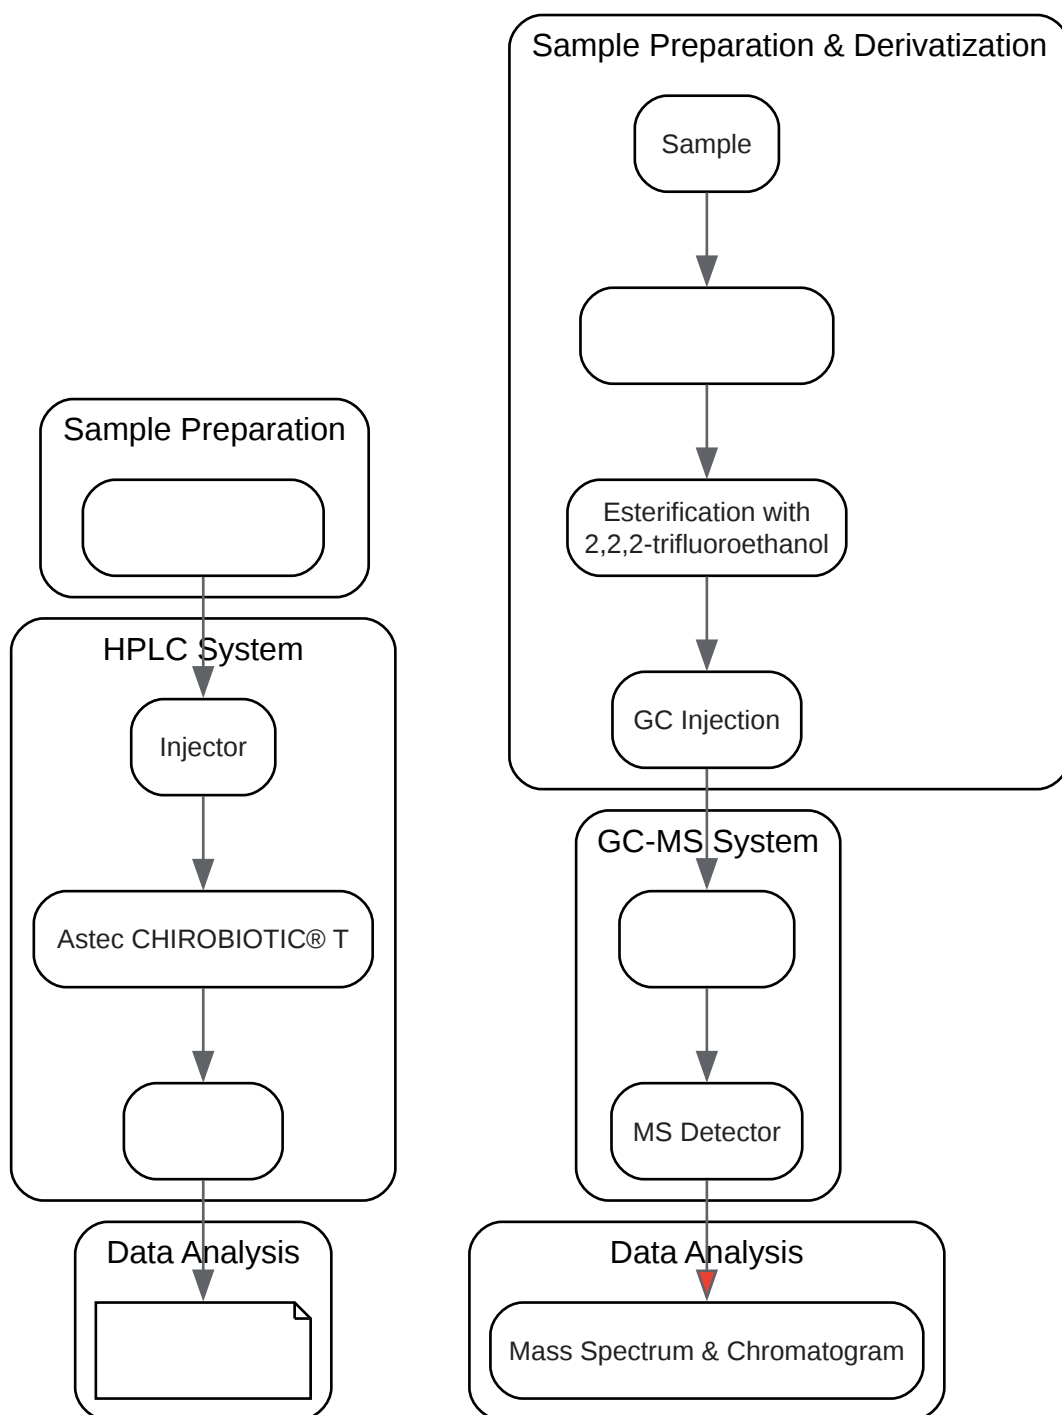 Sample Preparation & Derivatization
Sample
Esterification with
2,2,2-trifluoroethanol
GC Injection
GC-MS System
MS Detector
Data Analysis
Mass Spectrum & Chromatogram
Sample Preparation
HPLC System
Injector
Astec CHIROBIOTIC® T
Data Analysis